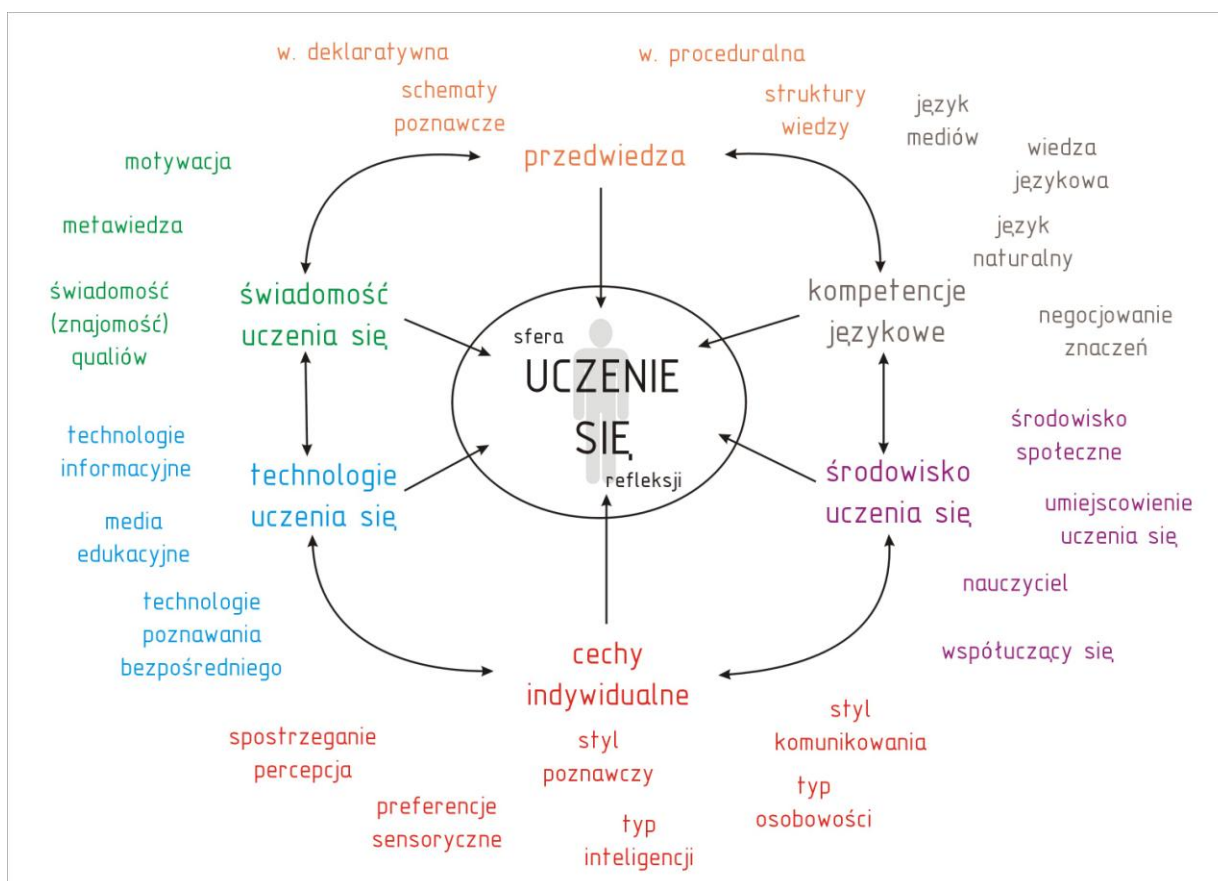 w. deklaratywna
w. proceduralna
schematy
poznawcze
struktury
wiedzy
przedwiedza
język
mediów
wiedza
językowa
język
naturalny
kompetencje
językowe
negocjowanie
znaczeń
motywacja
metawiedza
świadomość
(znajomość)
qualiów
świadomość
uczenia się
sfera
UCZENIE
SIĘ
refleksji
technologie
informacyjne
media
edukacyjne
technologie
poznawania
bezpośredniego
technologie
uczenia się
środowisko
uczenia się
środowisko
społeczne
umiejscowienie
uczenia się
nauczyciel
współuczący się
cechy
indywidualne
spostrzeganie
percepcja
preferencje
sensoryczne
styl
poznawczy
typ
inteligencji
styl
komunikowania
typ
osobowości